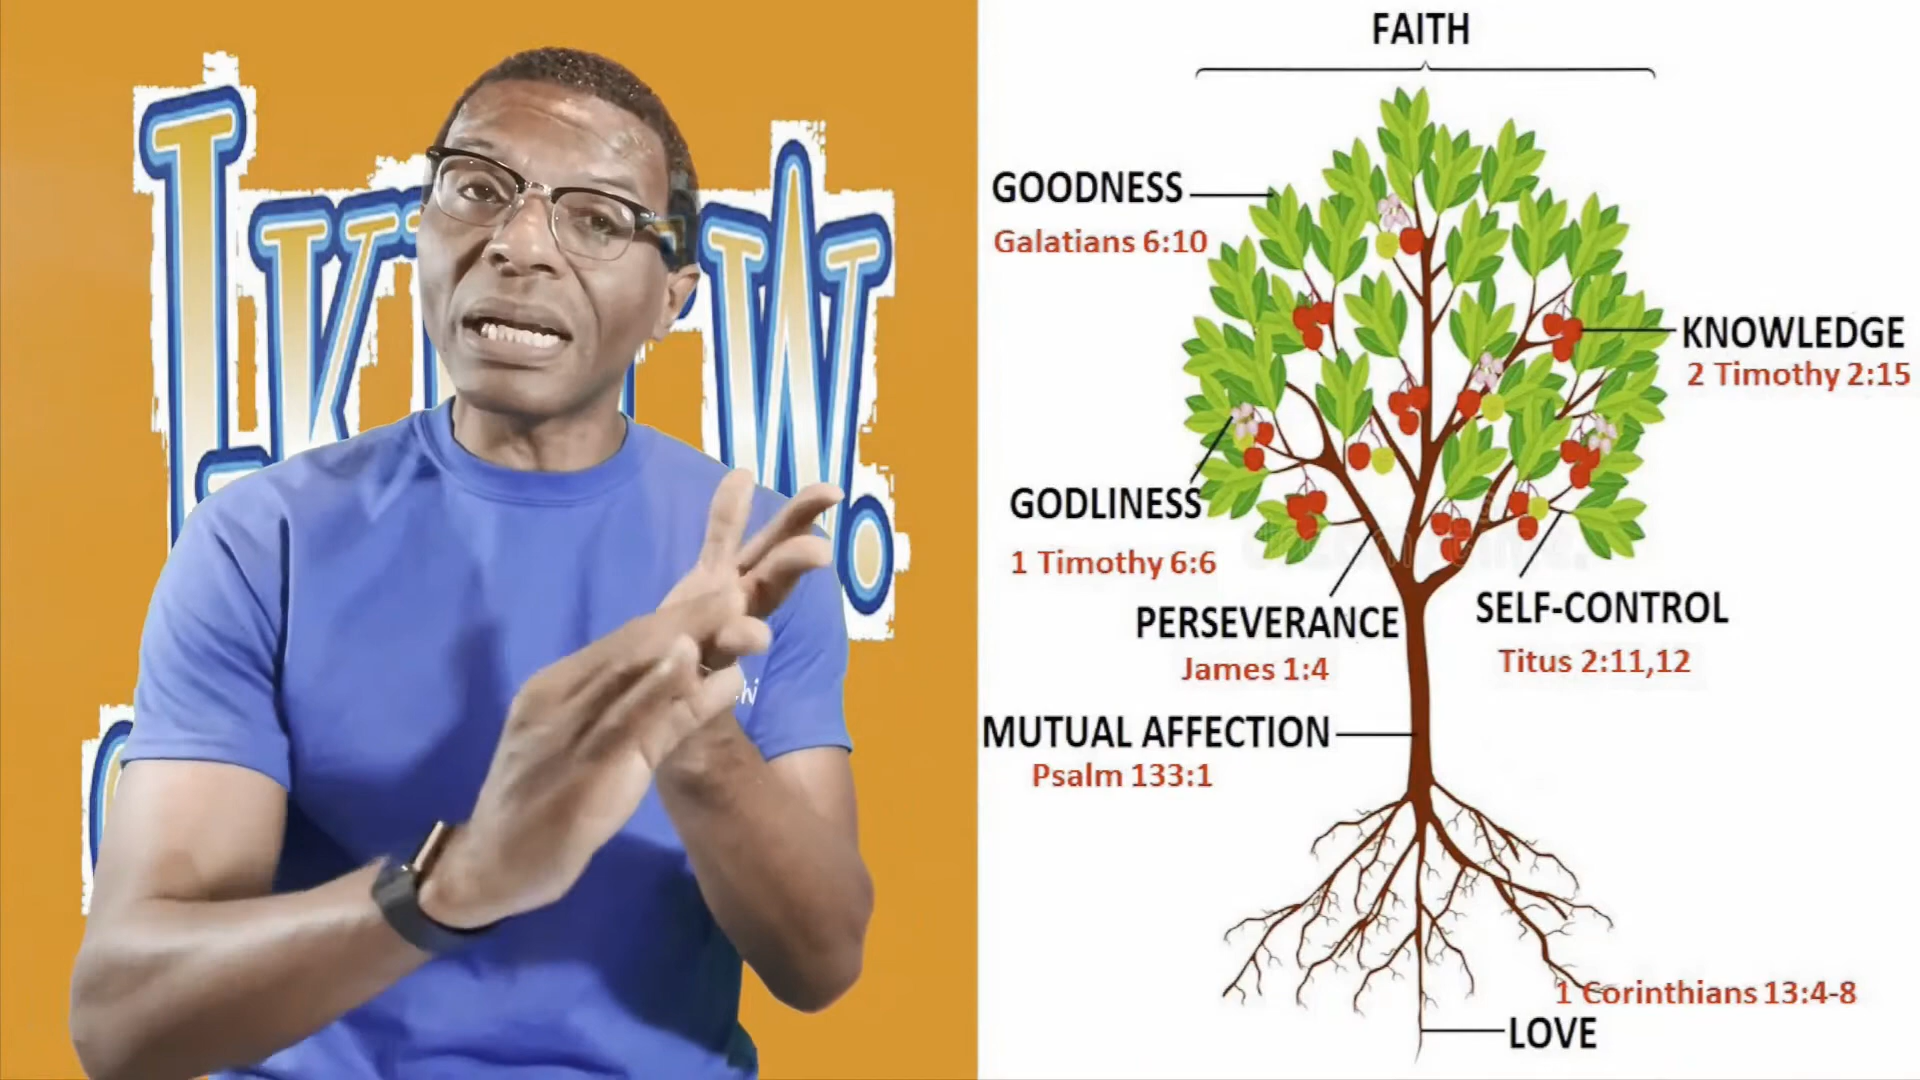 FAITH
GOODNESS
Galatians 6:10
KNOWLEDGE
2 Timothy 2:15
GODLINESS
1 Timothy 6:6
PERSEVERANCE
James 1:4
SELF-CONTROL
Titus 2:11,12
MUTUAL AFFECTION
Psalm 133:1
1 Corinthians 13:4-8
LOVE